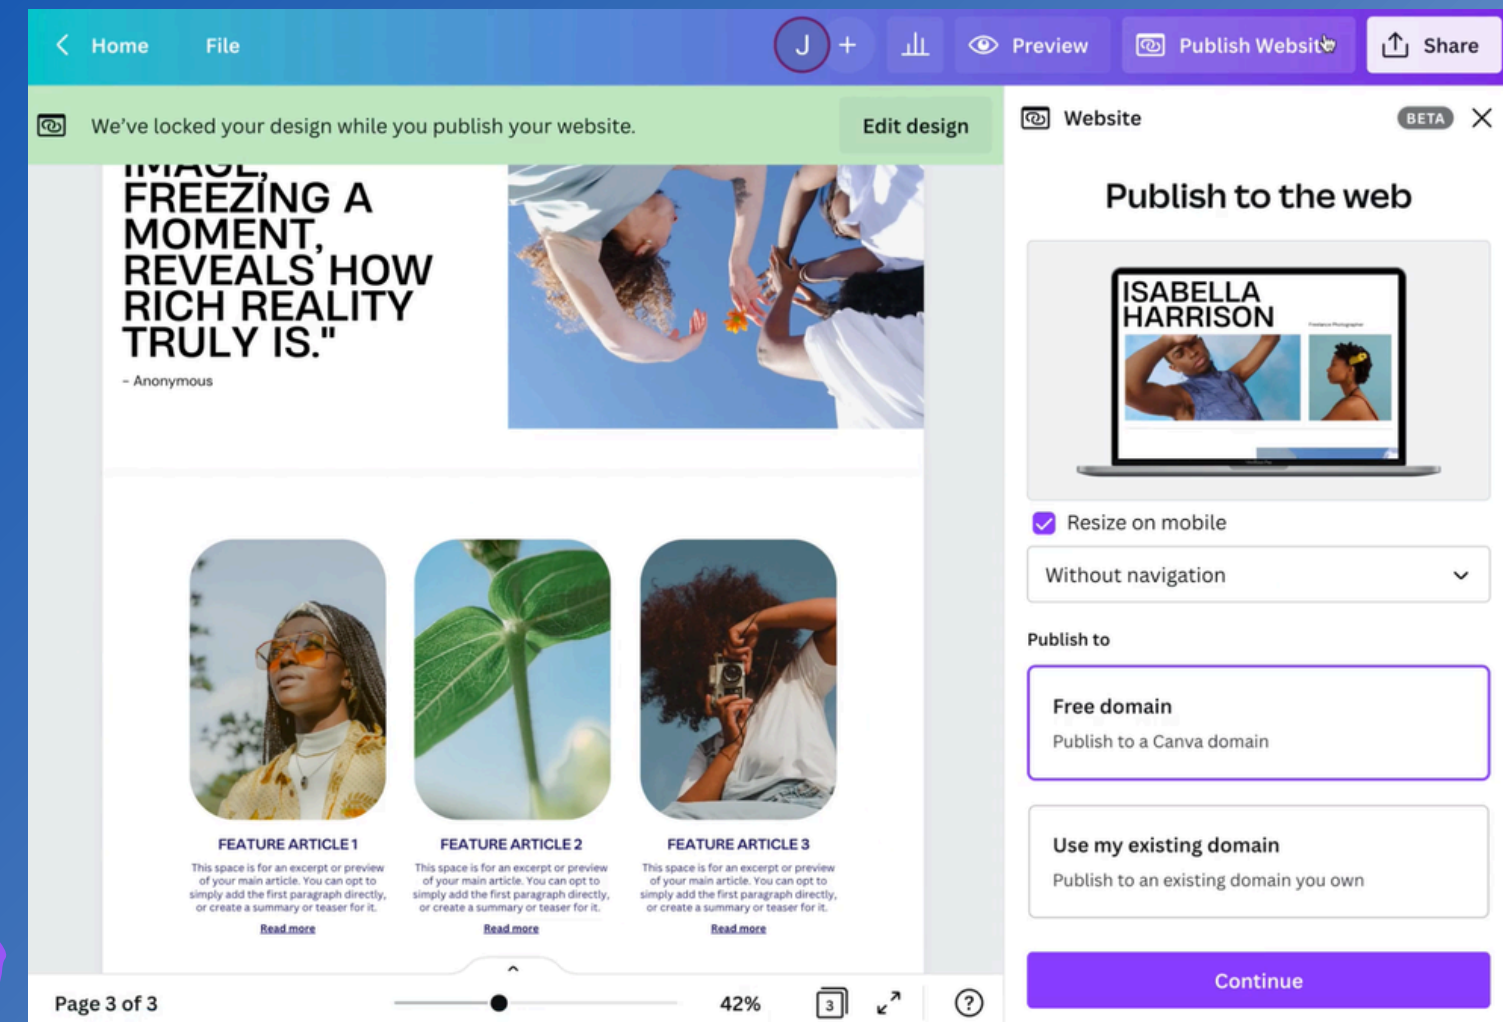 Home File J + Preview Publish Website Share
We've locked your design while you publish your website. Edit design
IMAGE,
FREEZING A
MOMENT,
REVEALS HOW
RICH REALITY
TRULY IS."
- Anonymous
FEATURE ARTICLE 1
This space is for an excerpt or preview
of your main article. You can opt to
simply add the first paragraph directly,
or create a summary or teaser for it.
Read more
FEATURE ARTICLE 2
This space is for an excerpt or preview
of your main article. You can opt to
simply add the first paragraph directly,
or create a summary or teaser for it.
Read more
FEATURE ARTICLE 3
This space is for an excerpt or preview
of your main article. You can opt to
simply add the first paragraph directly,
or create a summary or teaser for it.
Read more
Page 3 of 3 42% 3 ?
Website BETA
Publish to the web
ISABELLA
HARRISON
Freelance Photographer
Resize on mobile
Without navigation
Publish to
Free domain
Publish to a Canva domain
Use my existing domain
Publish to an existing domain you own
Continue